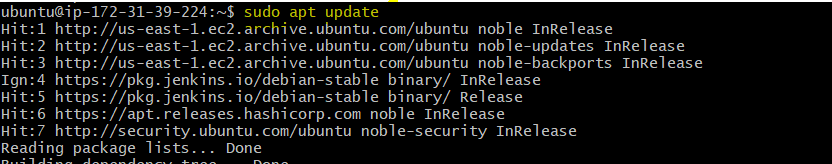 ubuntu@ip-172-31-39-224:~$ sudo apt update
Hit:1 http://us-east-1.ec2.archive.ubuntu.com/ubuntu noble InRelease
Hit:2 http://us-east-1.ec2.archive.ubuntu.com/ubuntu noble-updates InRelease
Hit:3 http://us-east-1.ec2.archive.ubuntu.com/ubuntu noble-backports InRelease
Ign:4 https://pkg.jenkins.io/debian-stable binary/ InRelease
Hit:5 https://pkg.jenkins.io/debian-stable binary/ Release
Hit:6 https://apt.releases.hashicorp.com noble InRelease
Hit:7 http://security.ubuntu.com/ubuntu noble-security InRelease
Reading package lists... Done
Building dependency tree... Done